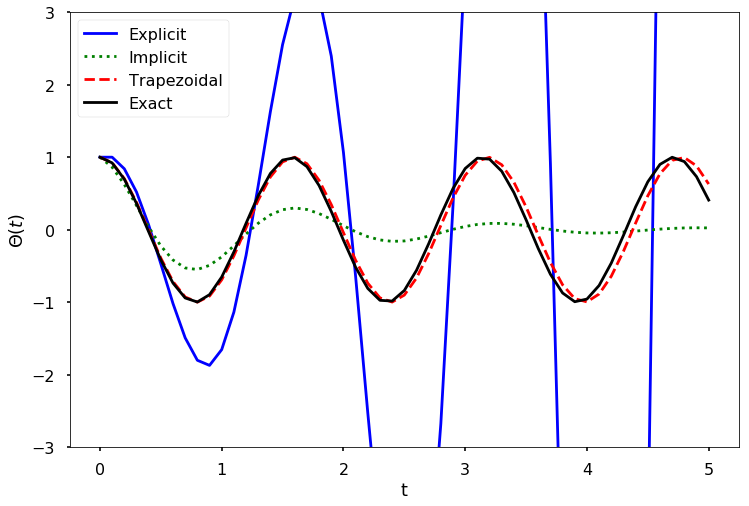 3
2
1
0
−1
−2
−3
Θ(t)
Explicit
Implicit
Trapezoidal
Exact
0 1 2 3 4 5
t